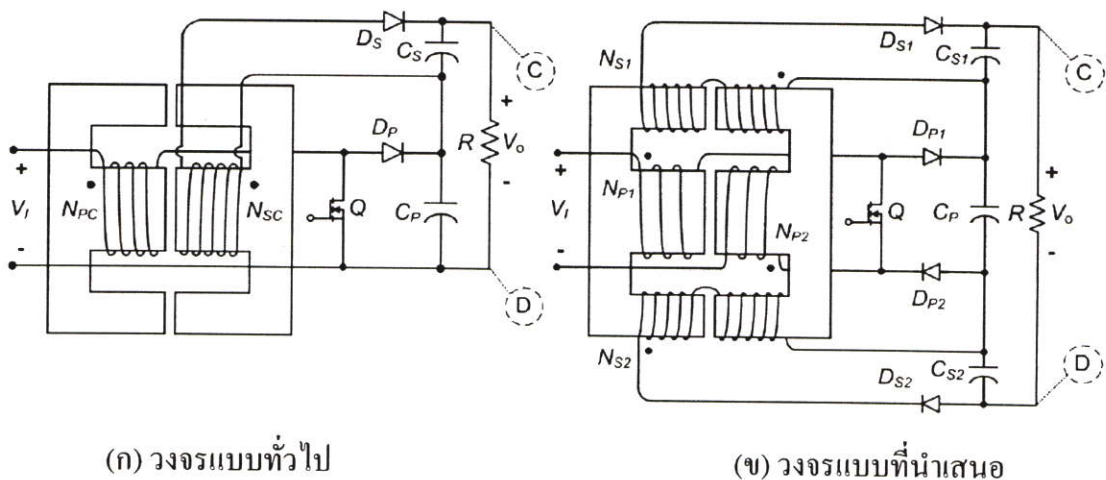 D_S
C_S
C
+
V_I
-
N_PC
N_SC
D_P
Q
C_P
R
+
V_o
-
D
(ก) วงจรแบบทั่วไป
N_S1
D_S1
C_S1
C
+
V_I
-
N_P1
N_P2
D_P1
Q
C_P
D_P2
R
+
V_o
-
N_S2
D_S2
C_S2
D
(ข) วงจรแบบที่นำเสนอ